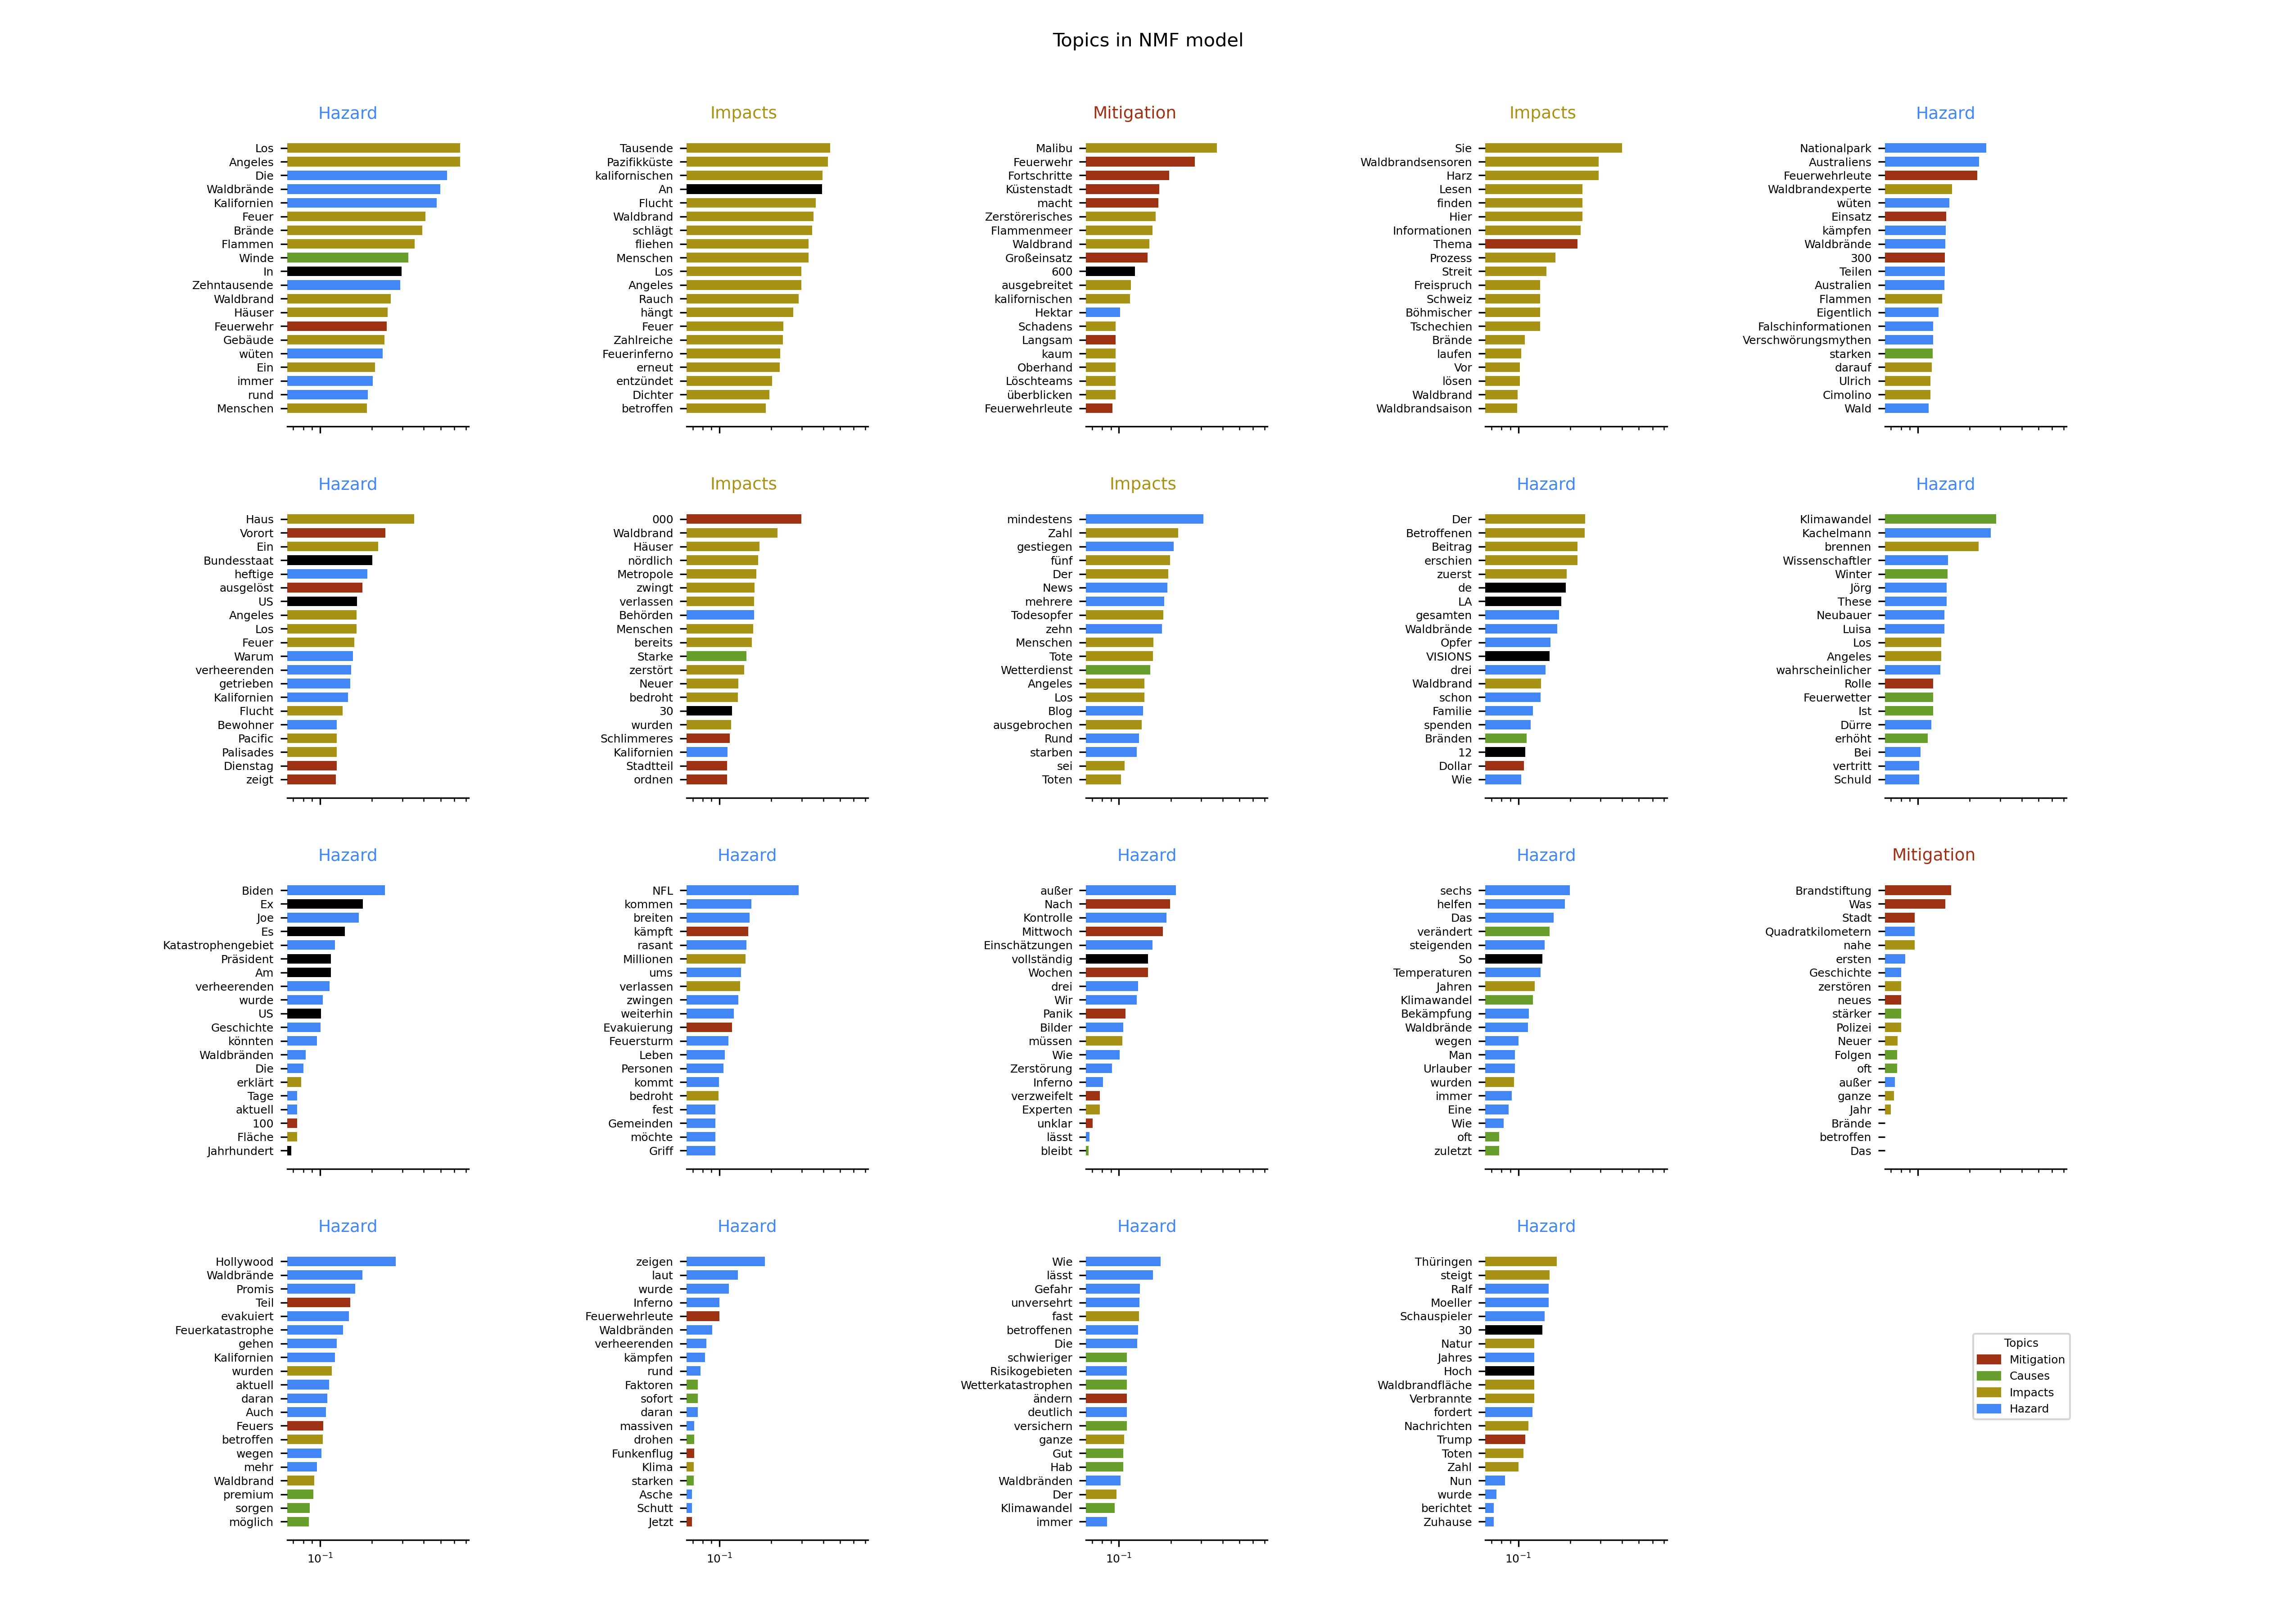 Topics in NMF model
Hazard
Los
Angeles
Die
Waldbrände
Kalifornien
Feuer
Brände
Flammen
Winde
In
Zehntausende
Waldbrand
Häuser
Feuerwehr
Gebäude
wüten
Ein
immer
rund
Menschen
Impacts
Tausende
Pazifikküste
kalifornischen
An
Flucht
Waldbrand
schlägt
fliehen
Menschen
Los
Angeles
Rauch
hängt
Feuer
Zahlreiche
Feuerinferno
erneut
entzündet
Dichter
betroffen
Mitigation
Malibu
Feuerwehr
Fortschritte
Küstenstadt
macht
Zerstörerisches
Flammenmeer
Waldbrand
Großeinsatz
600
ausgebreitet
kalifornischen
Hektar
Schadens
Langsam
kaum
Oberhand
Löschteams
überblicken
Feuerwehrleute
Impacts
Sie
Waldbrandsensoren
Harz
Lesen
finden
Hier
Informationen
Thema
Prozess
Streit
Freispruch
Schweiz
Böhmischer
Tschechien
Brände
laufen
Vor
lösen
Waldbrand
Waldbrandsaison
Hazard
Nationalpark
Australiens
Feuerwehrleute
Waldbrandexperte
wüten
Einsatz
kämpfen
Waldbrände
300
Teilen
Australien
Flammen
Eigentlich
Falschinformationen
Verschwörungsmythen
starken
darauf
Ulrich
Cimolino
Wald
Hazard
Haus
Vorort
Ein
Bundesstaat
heftige
ausgelöst
US
Angeles
Los
Feuer
Warum
verheerenden
getrieben
Kalifornien
Flucht
Bewohner
Pacific
Palisades
Dienstag
zeigt
Impacts
000
Waldbrand
Häuser
nördlich
Metropole
zwingt
verlassen
Behörden
Menschen
bereits
Starke
zerstört
Neuer
bedroht
30
wurden
Schlimmeres
Kalifornien
Stadtteil
ordnen
Impacts
mindestens
Zahl
gestiegen
fünf
Der
News
mehrere
Todesopfer
zehn
Menschen
Tote
Wetterdienst
Angeles
Los
Blog
ausgebrochen
Rund
starben
sei
Toten
Hazard
Der
Betroffenen
Beitrag
erschien
zuerst
de
LA
gesamten
Waldbrände
Opfer
VISIONS
drei
Waldbrand
schon
Familie
spenden
Bränden
12
Dollar
Wie
Hazard
Klimawandel
Kachelmann
brennen
Wissenschaftler
Winter
Jörg
These
Neubauer
Luisa
Los
Angeles
wahrscheinlicher
Rolle
Feuerwetter
Ist
Dürre
erhöht
Bei
vertritt
Schuld
Hazard
Biden
Ex
Joe
Es
Katastrophengebiet
Präsident
Am
verheerenden
wurde
US
Geschichte
könnten
Waldbränden
Die
erklärt
Tage
aktuell
100
Fläche
Jahrhundert
Hazard
NFL
kommen
breiten
kämpft
rasant
Millionen
ums
verlassen
zwingen
weiterhin
Evakuierung
Feuersturm
Leben
Personen
kommt
bedroht
fest
Gemeinden
möchte
Griff
Hazard
außer
Nach
Kontrolle
Mittwoch
Einschätzungen
vollständig
Wochen
drei
Wir
Panik
Bilder
müssen
Wie
Zerstörung
Inferno
verzweifelt
Experten
unklar
lässt
bleibt
Hazard
sechs
helfen
Das
verändert
steigenden
So
Temperaturen
Jahren
Klimawandel
Bekämpfung
Waldbrände
wegen
Man
Urlauber
wurden
immer
Eine
Wie
oft
zuletzt
Mitigation
Brandstiftung
Was
Stadt
Quadratkilometern
nahe
ersten
Geschichte
zerstören
neues
stärker
Polizei
Neuer
Folgen
oft
außer
ganze
Jahr
Brände
betroffen
Das
Hazard
Hollywood
Waldbrände
Promis
Teil
evakuiert
Feuerkatastrophe
gehen
Kalifornien
wurden
aktuell
daran
Auch
Feuers
betroffen
wegen
mehr
Waldbrand
premium
sorgen
möglich
10⁻¹
Hazard
zeigen
laut
wurde
Inferno
Feuerwehrleute
Waldbränden
verheerenden
kämpfen
rund
Faktoren
sofort
daran
massiven
drohen
Funkenflug
Klima
starken
Asche
Schutt
Jetzt
10⁻¹
Hazard
Wie
lässt
Gefahr
unversehrt
fast
betroffenen
Die
schwieriger
Risikogebieten
Wetterkatastrophen
ändern
deutlich
versichern
ganze
Gut
Hab
Waldbränden
Der
Klimawandel
immer
10⁻¹
Hazard
Thüringen
steigt
Ralf
Moeller
Schauspieler
30
Natur
Jahres
Hoch
Waldbrandfläche
Verbrannte
fordert
Nachrichten
Trump
Toten
Zahl
Nun
wurde
berichtet
Zuhause
10⁻¹
Topics
Mitigation
Causes
Impacts
Hazard